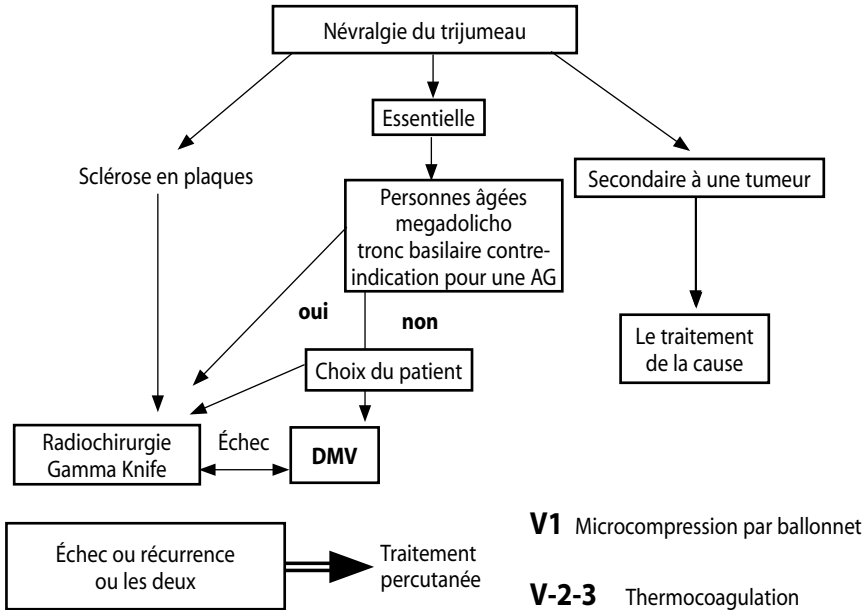 Névralgie du trijumeau
Essentielle
Sclérose en plaques
Personnes âgées
megadolicho
tronc basilaire contre-
indication pour une AG
Secondaire à une tumeur
oui
non
Choix du patient
Le traitement
de la cause
Radiochirurgie
Gamma Knife
Échec
DMV
Échec ou récurrence
ou les deux
Traitement
percutanée
V1 Microcompression par ballonnet
V-2-3 Thermocoagulation